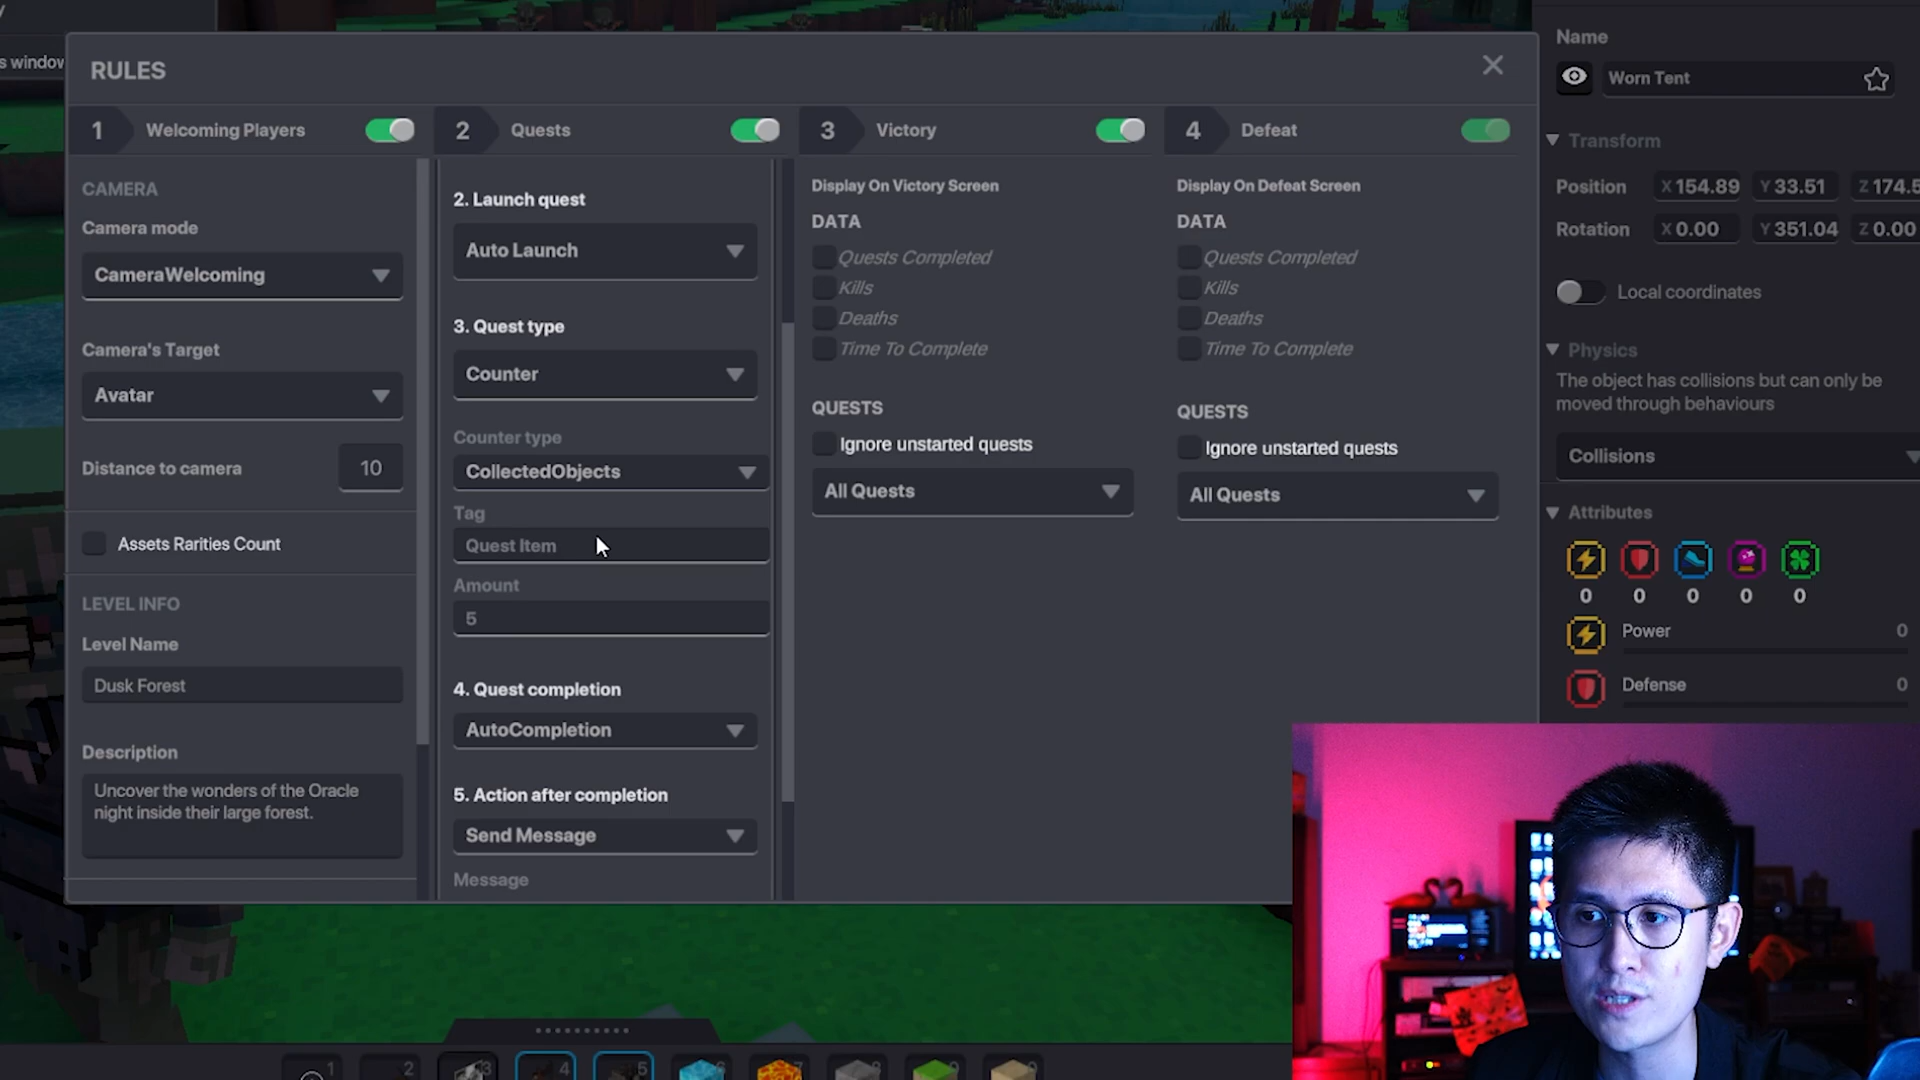 s window
RULES
1 Welcoming Players
2 Quests
3 Victory
4 Defeat
CAMERA
Camera mode
CameraWelcoming
Camera's Target
Avatar
Distance to camera 10
Assets Rarities Count
LEVEL INFO
Level Name
Dusk Forest
Description
Uncover the wonders of the Oracle
night inside their large forest.
2. Launch quest
Auto Launch
3. Quest type
Counter
Counter type
CollectedObjects
Tag
Quest Item
Amount
5
4. Quest completion
AutoCompletion
5. Action after completion
Send Message
Message
Display On Victory Screen
DATA
Quests Completed
Kills
Deaths
Time To Complete
QUESTS
Ignore unstarted quests
All Quests
Display On Defeat Screen
DATA
Quests Completed
Kills
Deaths
Time To Complete
QUESTS
Ignore unstarted quests
All Quests
Name
Worn Tent
Transform
Position X 154.89 Y 33.51 Z 174.5
Rotation X 0.00 Y 351.04 Z 0.00
Local coordinates
Physics
The object has collisions but can only be
moved through behaviours
Collisions
Attributes
0 0 0 0 0
Power 0
Defense 0
1 2 3 4 5